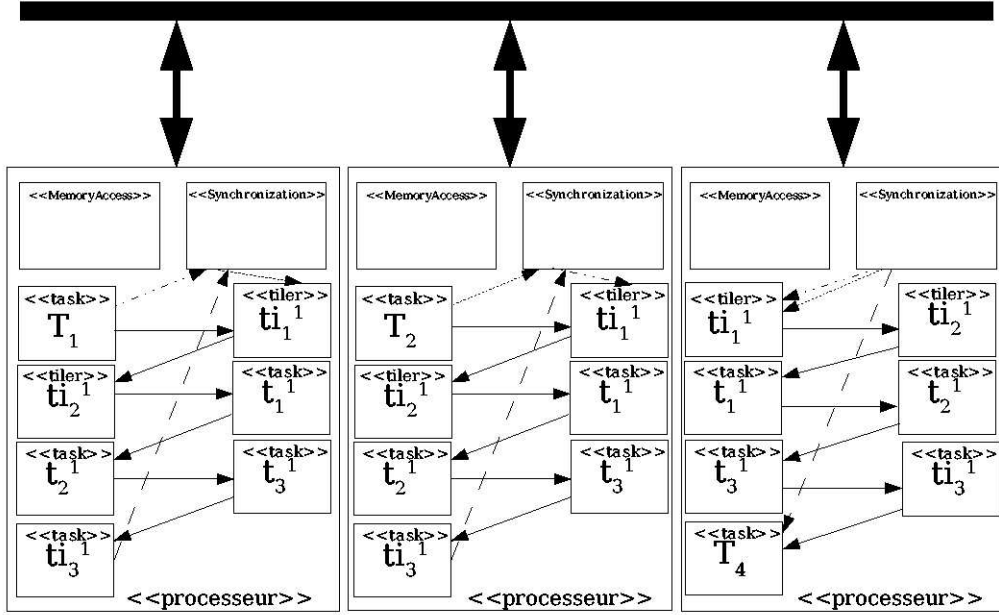 <<MemoryAccess>>
<<Synchronization>>
<<task>>
T₁
<<tiler>>
ti₁¹
<<tiler>>
ti₂¹
<<task>>
t₁¹
<<task>>
t₂¹
<<task>>
t₃¹
<<task>>
ti₃¹
<<processeur>>
<<MemoryAccess>>
<<Synchronization>>
<<task>>
T₂
<<tiler>>
ti₁¹
<<tiler>>
ti₂¹
<<task>>
t₁¹
<<task>>
t₂¹
<<task>>
t₃¹
<<task>>
ti₃¹
<<processeur>>
<<MemoryAccess>>
<<Synchronization>>
<<tiler>>
ti₁¹
<<tiler>>
ti₂¹
<<task>>
t₁¹
<<task>>
t₂¹
<<task>>
t₃¹
<<task>>
ti₃¹
<<task>>
T₄
<<processeur>>